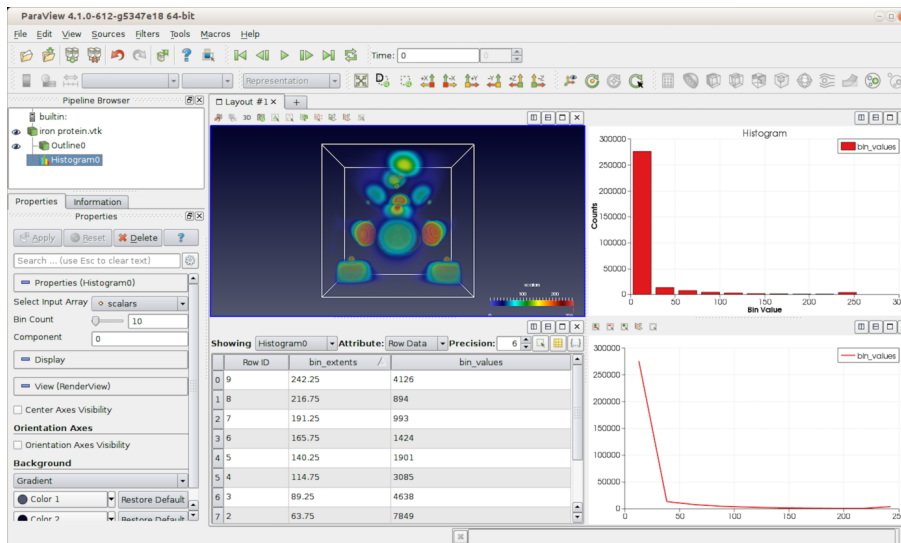 ParaView 4.1.0-612-g5347e18 64-bit
File Edit View Sources Filters Tools Macros Help
Time: 0 0
Representation
Pipeline Browser
builtin:
iron protein.vtk
Outline0
Histogram0
Properties Information
Properties
Apply Reset Delete ?
Search ... (use Esc to clear text)
Properties (Histogram0)
Select Input Array scalars
Bin Count 10
Component 0
Display
View (RenderView)
Center Axes Visibility
Orientation Axes
Orientation Axes Visibility
Background
Gradient
Color 1 Restore Default
Color 2 Restore Default
Layout #1 +
3D
100 200
Histogram
bin_values
Counts
300000
250000
200000
150000
100000
50000
0
0 50 100 150 200 250
Bin Value
Showing Histogram0 Attribute: Row Data Precision: 6
Row ID bin_extents bin_values
0 9 242.25 4126
1 8 216.75 894
2 7 191.25 993
3 6 165.75 1424
4 5 140.25 1901
5 4 114.75 3085
6 3 89.25 4638
7 2 63.75 7849
bin_values
300000
250000
200000
150000
100000
50000
0
0 50 100 150 200